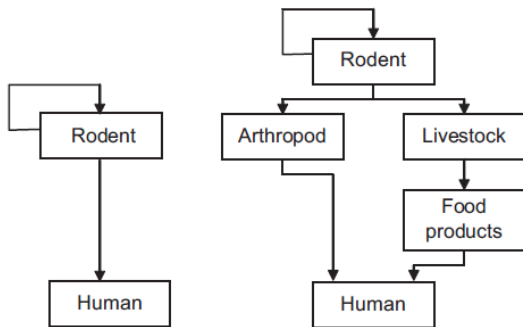 Rodent
Human
Rodent
Arthropod
Livestock
Food
products
Human